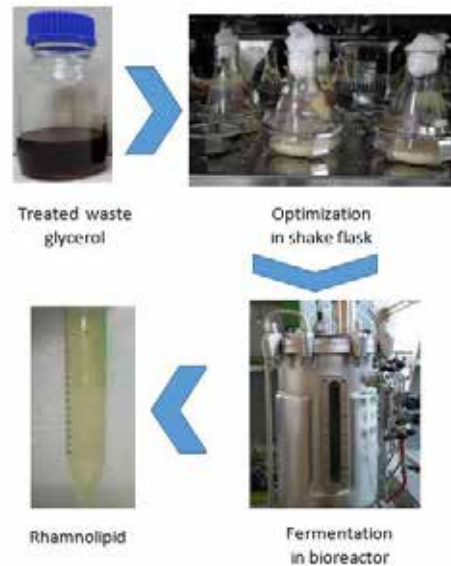 Treated waste
glycerol
Optimization
in shake flask
Fermentation
in bioreactor
Rhamnolipid